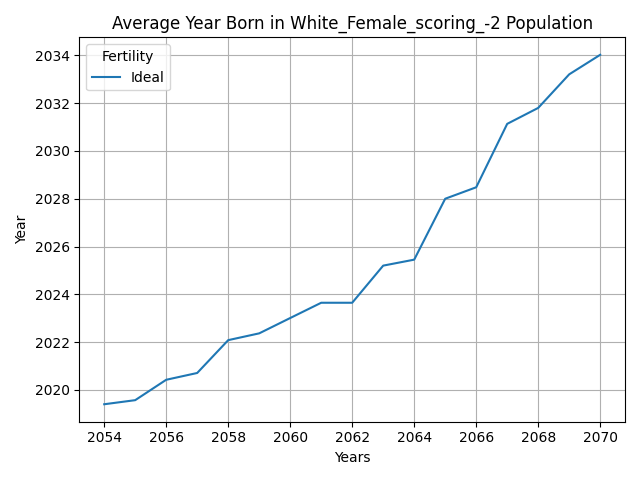 Average Year Born in White_Female_scoring_-2 Population
Fertility
Ideal
2034
2032
2030
2028
2026
2024
2022
2020
Year
2054 2056 2058 2060 2062 2064 2066 2068 2070
Years